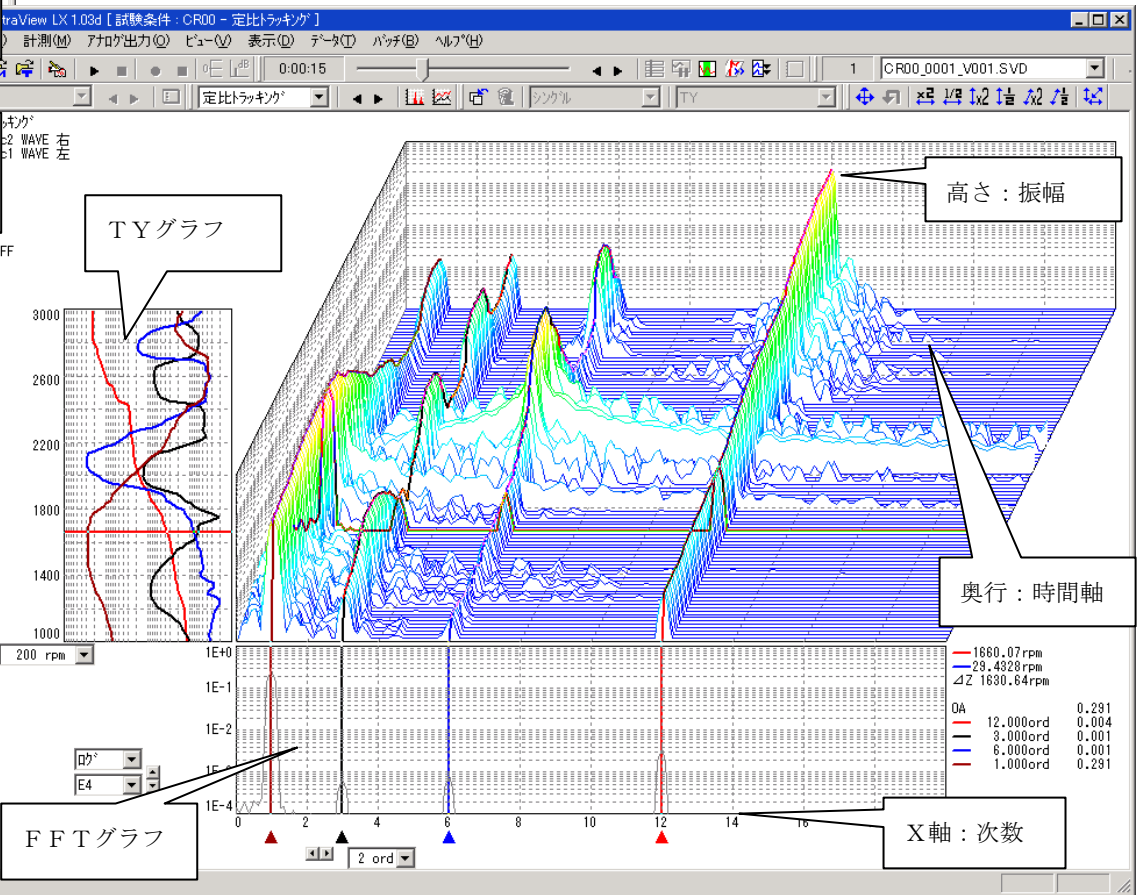 traView LX 1.03d [ 試験条件 : CR00 - 定比トラッキング ]
計測(M) アナログ出力(O) ビュー(V) 表示(D) データ(T) バッチ(B) ヘルプ(H)
0:00:15
1
CR00_0001_V001.SVD
定比トラッキング
シングル
TY
x2 1/2 x2 x2
ッキング
c2 WAVE 右
c1 WAVE 左
FF
ＴＹグラフ
高さ：振幅
奥行：時間軸
3000
2600
2200
1800
1400
1000
200 rpm
1E+0
1E-1
1E-2
1E-4
ログ
E4
ＦＦＴグラフ
0 2 4 6 8 10 12 14 16
2 ord
Ｘ軸：次数
1660.07rpm
29.4328rpm
⊿Z 1630.64rpm
OA 0.291
12.000ord 0.004
3.000ord 0.001
6.000ord 0.001
1.000ord 0.291